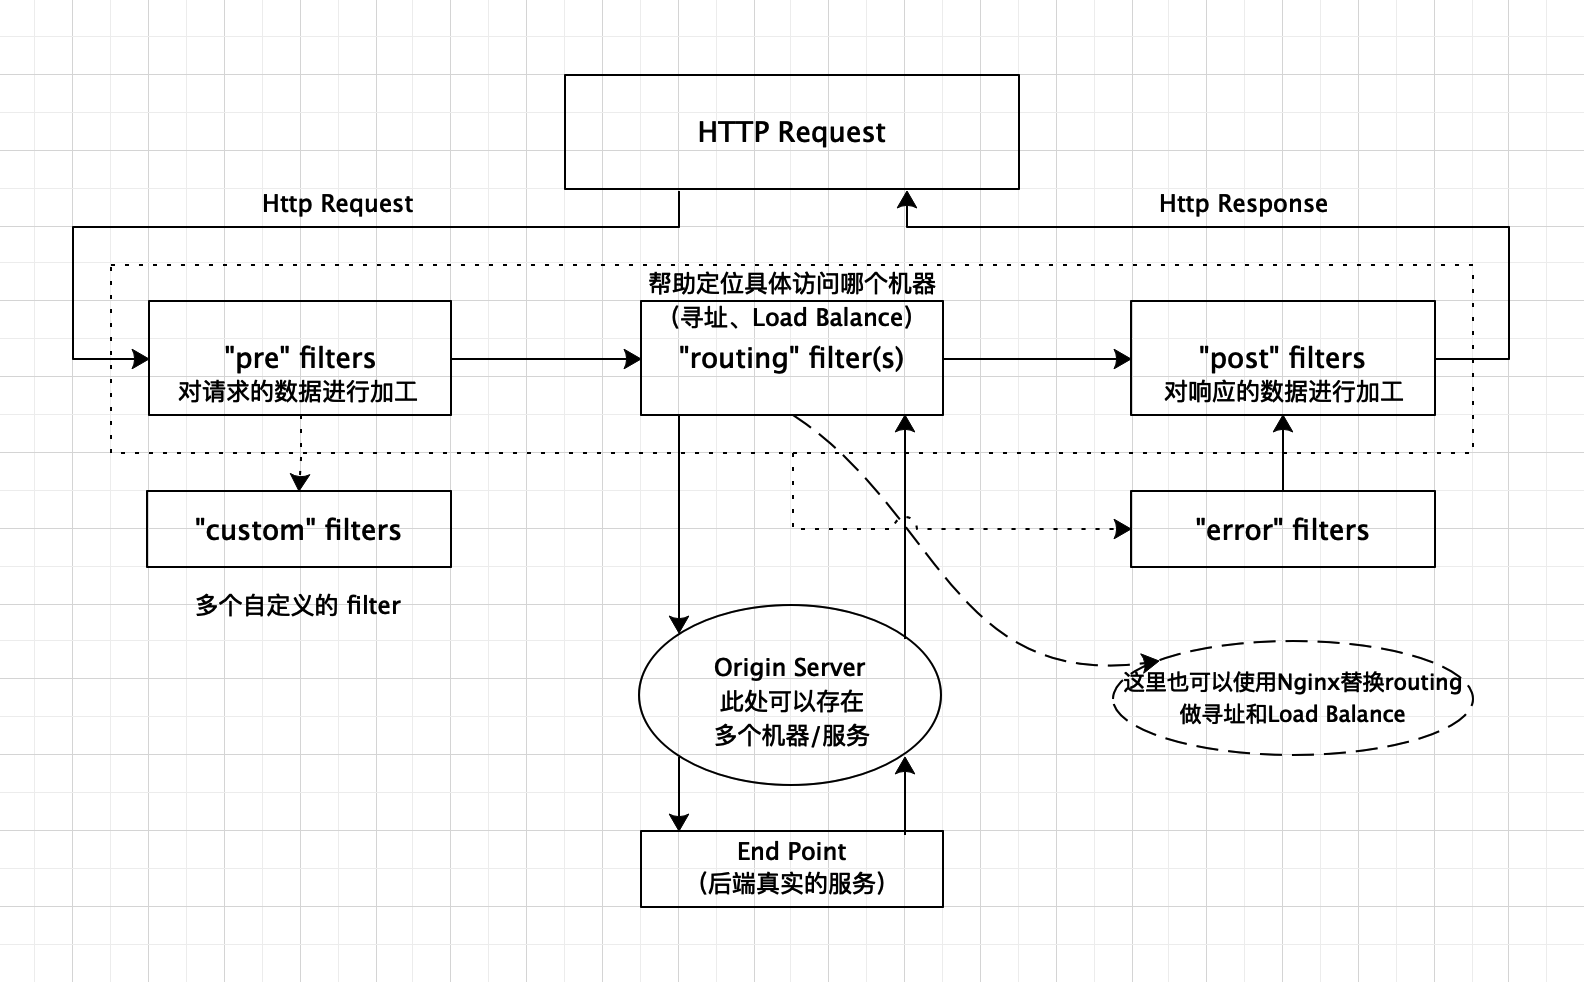 HTTP Request
Http Request
Http Response
帮助定位具体访问哪个机器
（寻址、Load Balance）
"pre" filters
对请求的数据进行加工
"routing" filter(s)
"post" filters
对响应的数据进行加工
"custom" filters
"error" filters
多个自定义的 filter
Origin Server
此处可以存在
多个机器/服务
这里也可以使用Nginx替换routing
做寻址和Load Balance
End Point
（后端真实的服务）